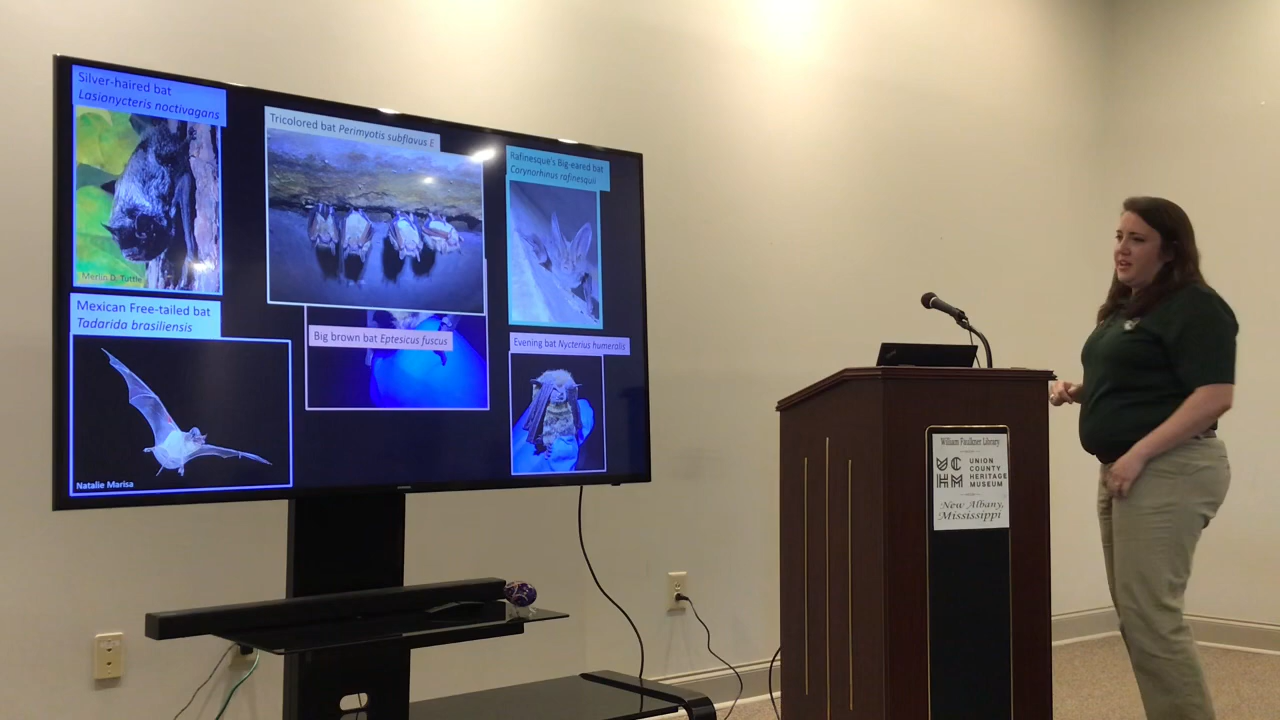 Silver-haired bat
Lasionycteris noctivagans
Merlin D. Tuttle
Tricolored bat Perimyotis subflavus E
Rafinesque's Big-eared bat
Corynorhinus rafinesquii
Mexican Free-tailed bat
Tadarida brasiliensis
Natalie Marisa
Big brown bat Eptesicus fuscus
Evening bat Nycterius humeralis
William Faulkner Library
UCHM
UNION
COUNTY
HERITAGE
MUSEUM
New Albany,
Mississippi